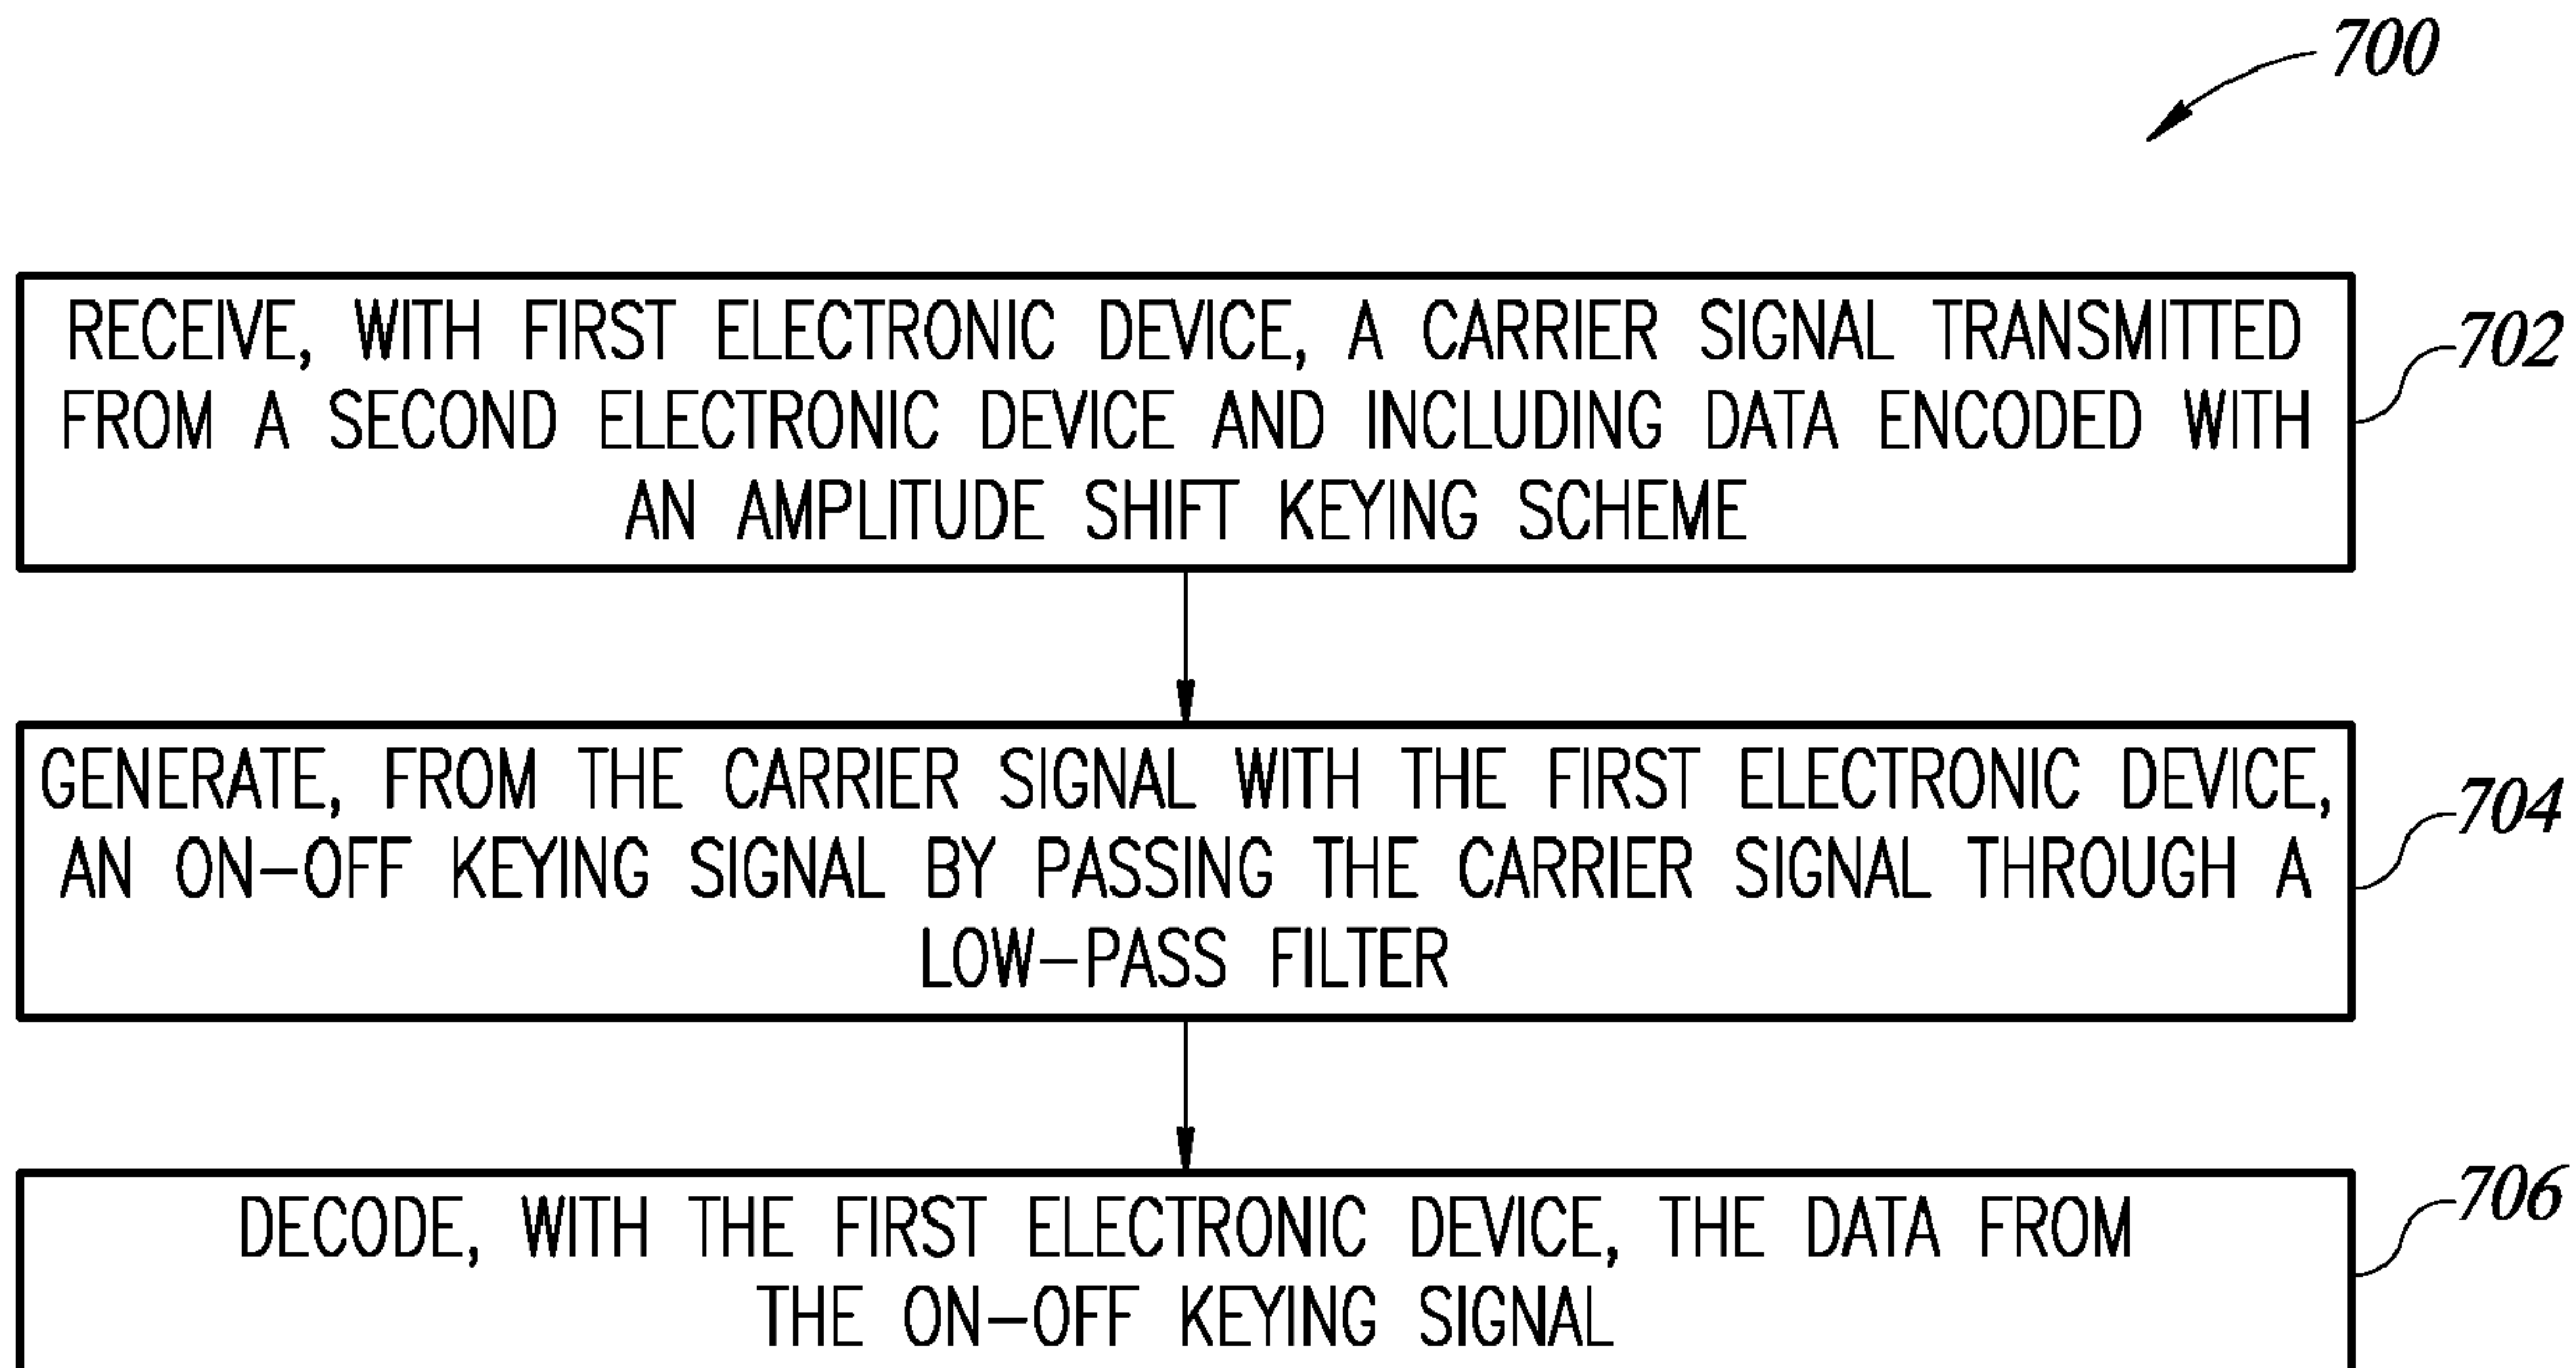 700
RECEIVE, WITH FIRST ELECTRONIC DEVICE, A CARRIER SIGNAL TRANSMITTED
FROM A SECOND ELECTRONIC DEVICE AND INCLUDING DATA ENCODED WITH
AN AMPLITUDE SHIFT KEYING SCHEME
702
GENERATE, FROM THE CARRIER SIGNAL WITH THE FIRST ELECTRONIC DEVICE,
AN ON-OFF KEYING SIGNAL BY PASSING THE CARRIER SIGNAL THROUGH A
LOW-PASS FILTER
704
DECODE, WITH THE FIRST ELECTRONIC DEVICE, THE DATA FROM
THE ON-OFF KEYING SIGNAL
706